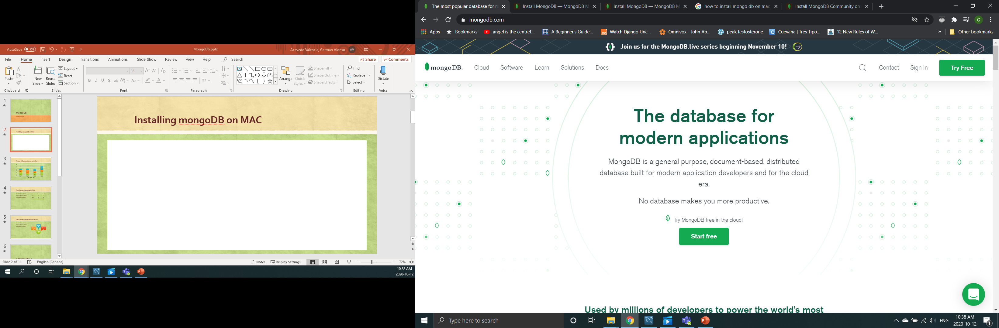 AutoSave Off
MongoDb.pptx
Acevedo Valencia, German Alonso AV
File Home Insert Design Transitions Animations Slide Show Review View Help Search
Share Comments
Paste
Clipboard
New Slide
Reuse Slides
Layout
Reset
Section
Slides
36
B I U S ab AV Aa A
Font
Paragraph
Arrange
Quick Styles
Shape Fill
Shape Outline
Shape Effects
Drawing
Find
Replace
Select
Editing
Dictate
Voice
1
MongoDb
2
Installing mongoDB on MAC
3
Title and Content Layout with Chart
4
Two Content Layout with Table
5
Two Content Layout with SmartArt
6
Installing mongoDB on MAC
Slide 2 of 11 English (Canada)
Notes Display Settings 72%
10:38 AM
2020-10-12
The most popular database for m
Install MongoDB — MongoDB M
Install MongoDB — MongoDB M
how to install mongo db on mac
Install MongoDB Community on
mongodb.com
G
Apps Bookmarks angel is the centref... A Beginner's Guide... Watch Django Unc... Omnivox - John Ab... peak testosterone Cuevana | Tres Tipo... 12 New Rules of W... » Other bookmarks
Join us for the MongoDB.live series beginning November 10!
mongoDB. Cloud Software Learn Solutions Docs Contact Sign In Try Free
The database for
modern applications
MongoDB is a general purpose, document-based, distributed
database built for modern application developers and for the cloud
era.
No database makes you more productive.
Try MongoDB free in the cloud!
Start free
Used by millions of developers to power the world's most
Type here to search
ENG
10:38 AM
2020-10-12
1